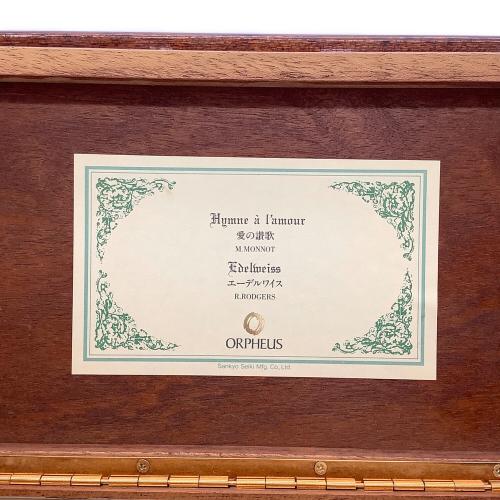 Hymne à l'amour
愛の讃歌
M.MONNOT
Edelweiss
エーデルワイス
R.RODGERS
ORPHEUS
Sankyo Seiki Mfg. Co., Ltd.